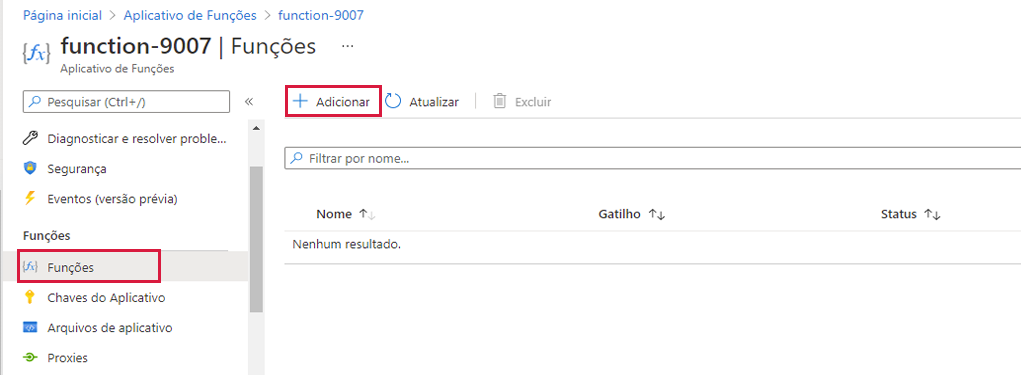 Página inicial > Aplicativo de Funções > function-9007
function-9007 | Funções ...
Aplicativo de Funções
Pesquisar (Ctrl+/) «
Diagnosticar e resolver proble...
Segurança
Eventos (versão prévia)
Funções
Funções
Chaves do Aplicativo
Arquivos de aplicativo
Proxies
+ Adicionar Atualizar | Excluir
Filtrar por nome...
Nome ↑↓ Gatilho ↑↓ Status ↑↓
Nenhum resultado.